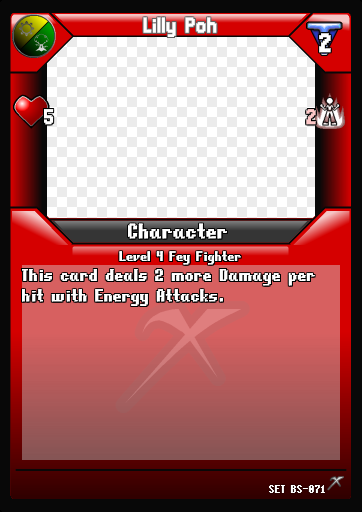 Lilly Poh
2
5
2
Character
Level 4 Fey Fighter
This card deals 2 more Damage per
hit with Energy Attacks.
SET BS-071